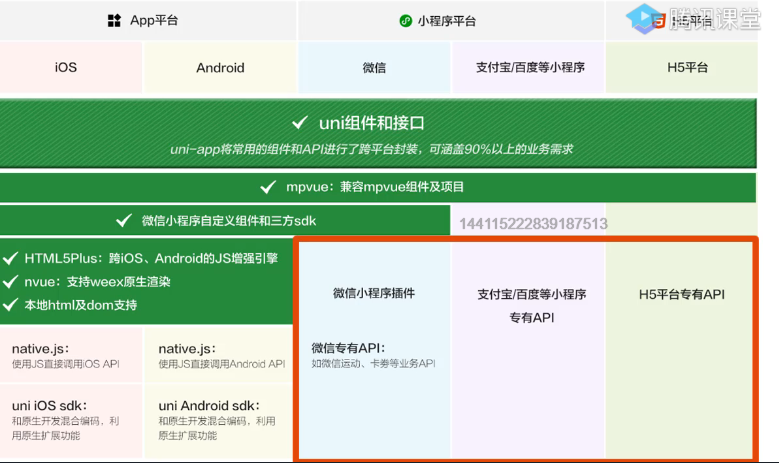 App平台
小程序平台
H5平台
腾讯课堂
iOS
Android
微信
支付宝/百度等小程序
H5平台
uni组件和接口
uni-app将常用的组件和API进行了跨平台封装，可涵盖90%以上的业务需求
mpvue：兼容mpvue组件及项目
微信小程序自定义组件和三方sdk
144115222839187513
HTML5Plus：跨iOS、Android的JS增强引擎
nvue：支持weex原生渲染
本地html及dom支持
微信小程序插件
支付宝/百度等小程序
专有API
H5平台专有API
native.js：
使用JS直接调用iOS API
native.js：
使用JS直接调用Android API
微信专有API：
如微信运动、卡券等业务API
uni iOS sdk：
和原生开发混合编码，利
用原生扩展功能
uni Android sdk：
和原生开发混合编码，利用
原生扩展功能